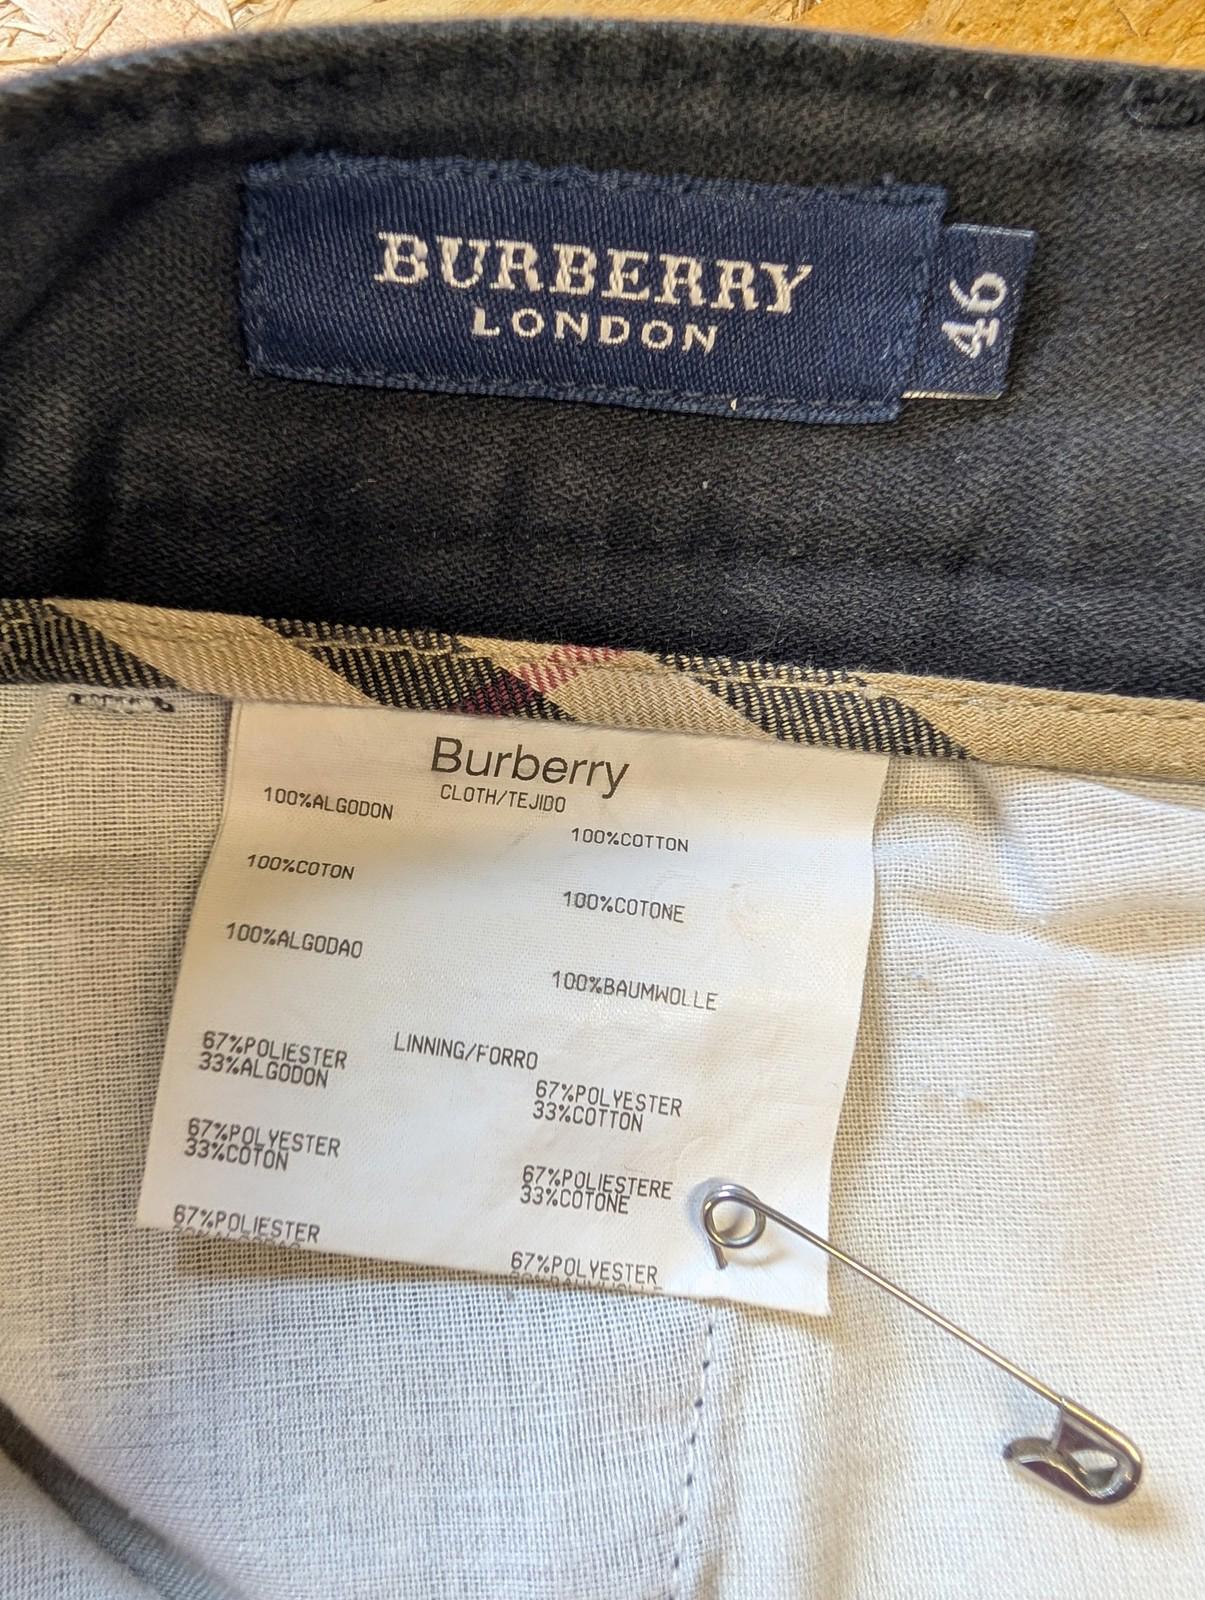 BURBERRY
LONDON
46
Burberry
CLOTH/TEJIDO
100%ALGODON
100%COTTON
100%COTON
100%COTONE
100%ALGODAO
100%BAUMWOLLE
LINNING/FORRO
67%POLIESTER
33%ALGODON
67%POLYESTER
33%COTTON
67%POLYESTER
33%COTON
67%POLIESTERE
33%COTONE
67%POLIESTER
67%POLYESTER